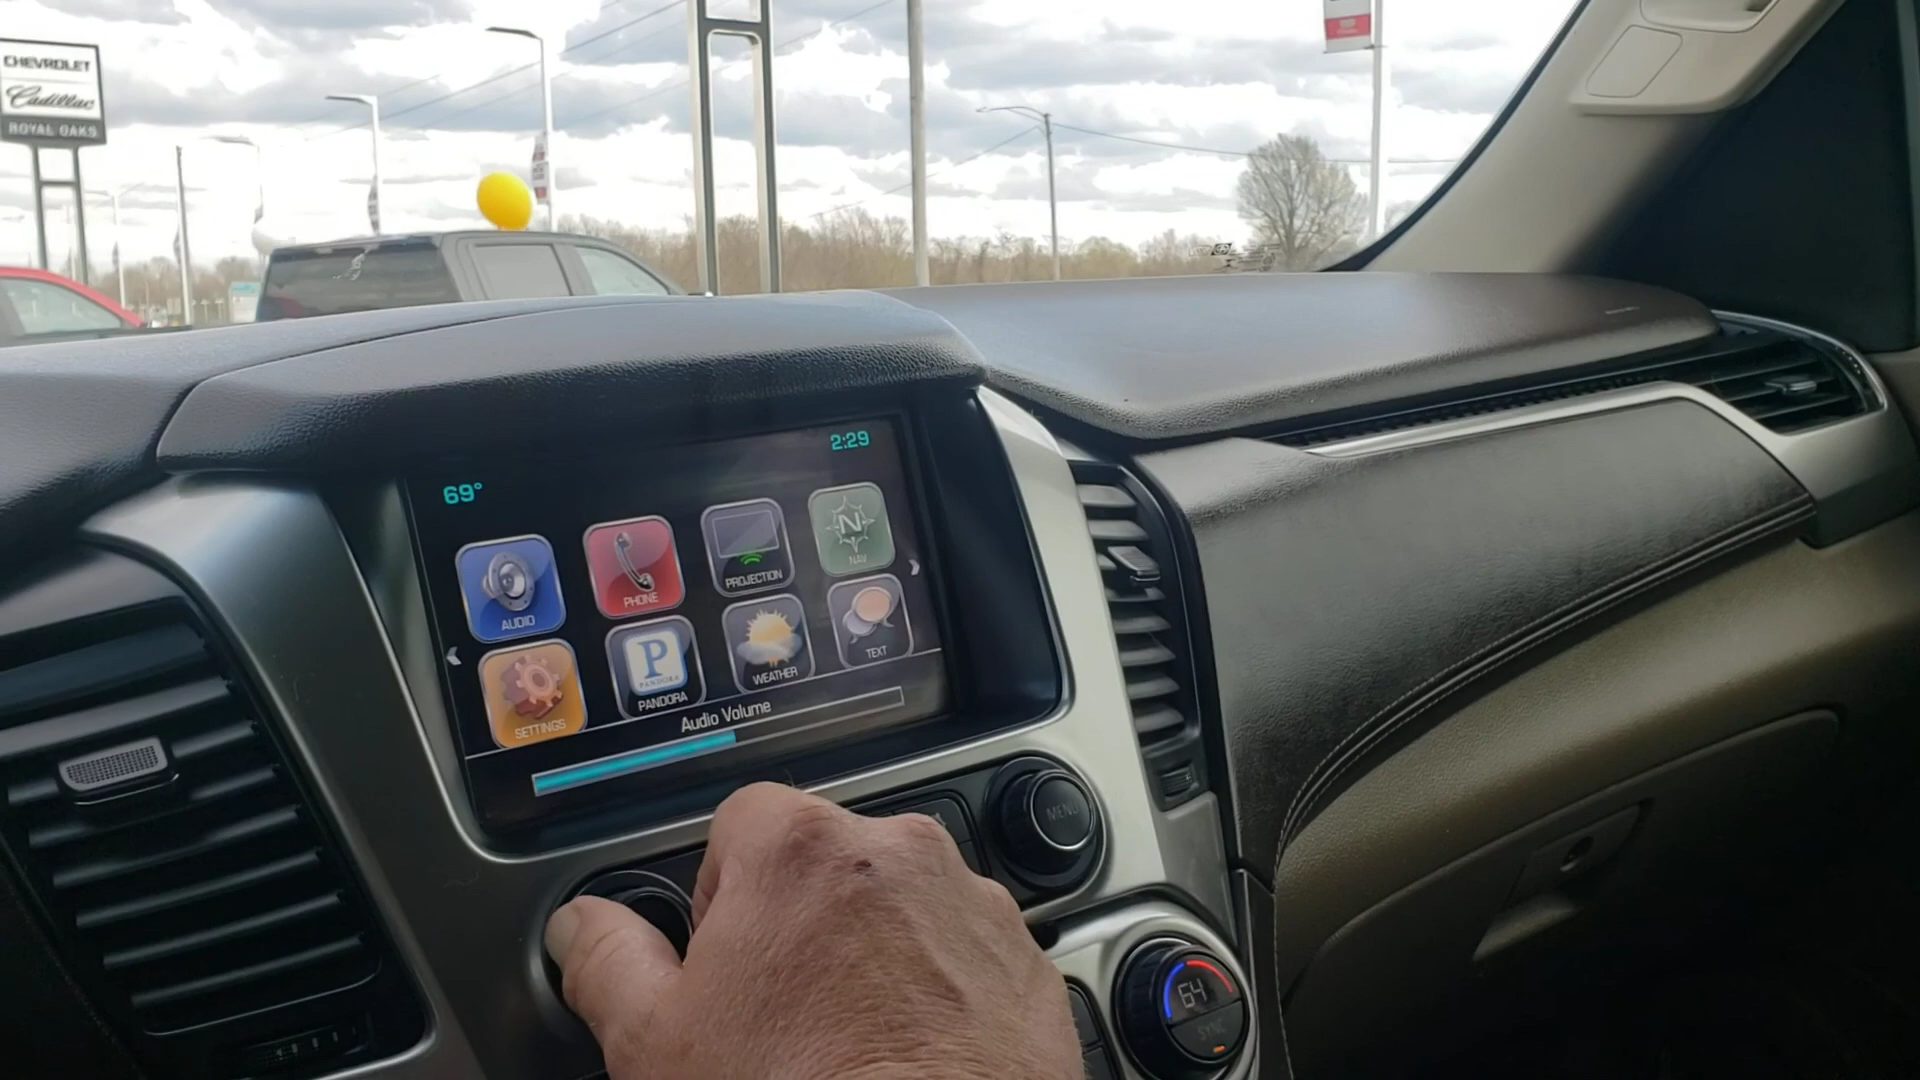 CHEVROLET
Cadillac
ROYAL OAKS
69°
2:29
AUDIO
PHONE
PROJECTION
N
NAV
SETTINGS
P
PANDORA
PANDORA
WEATHER
TEXT
Audio Volume
MENU
64
SYNC